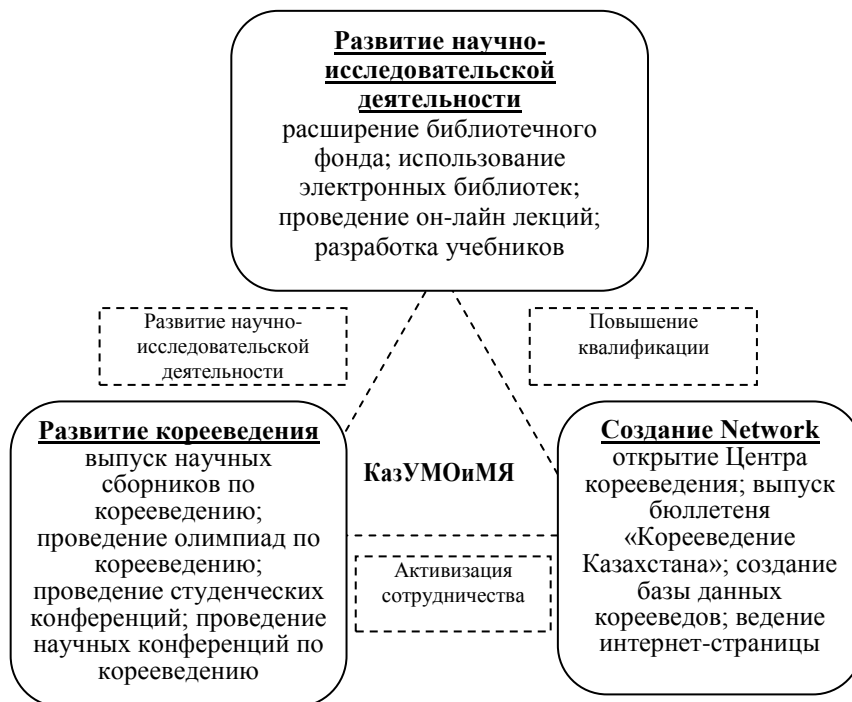 Развитие научно-
исследовательской
деятельности
расширение библиотечного
фонда; использование
электронных библиотек;
проведение он-лайн лекций;
разработка учебников
Развитие научно-
исследовательской
деятельности
Повышение
квалификации
Развитие корееведения
выпуск научных
сборников по
корееведению;
проведение олимпиад по
корееведению;
проведение студенческих
конференций; проведение
научных конференций по
корееведению
КазУМОиМЯ
Активизация
сотрудничества
Создание Network
открытие Центра
корееведения; выпуск
бюллетеня
«Корееведение
Казахстана»; создание
базы данных
корееведов; ведение
интернет-страницы